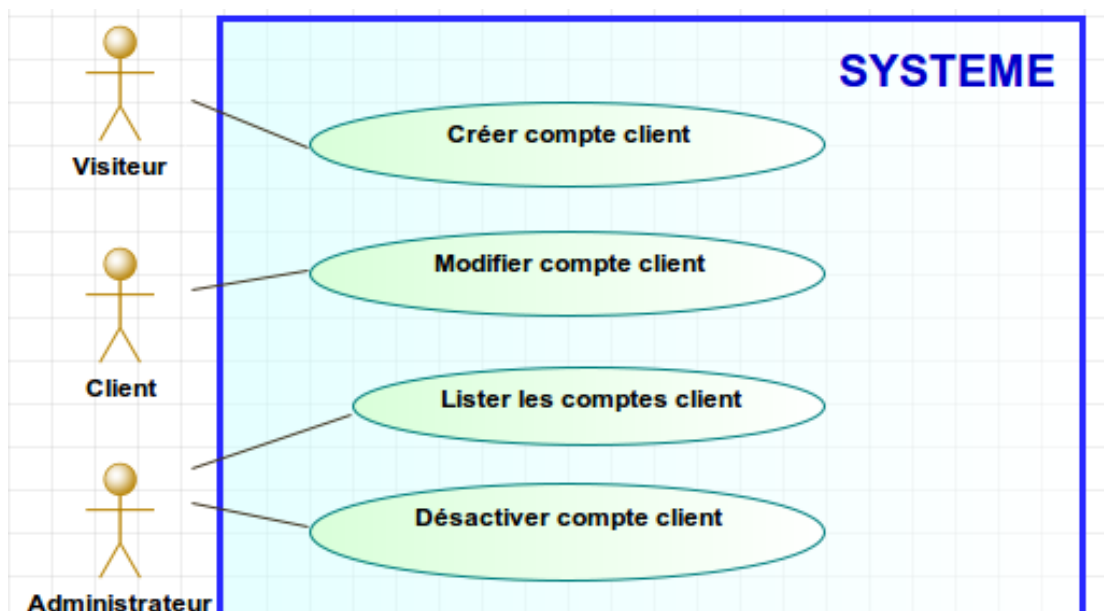 SYSTEME
Créer compte client
Visiteur
Modifier compte client
Client
Lister les comptes client
Désactiver compte client
Administrateur